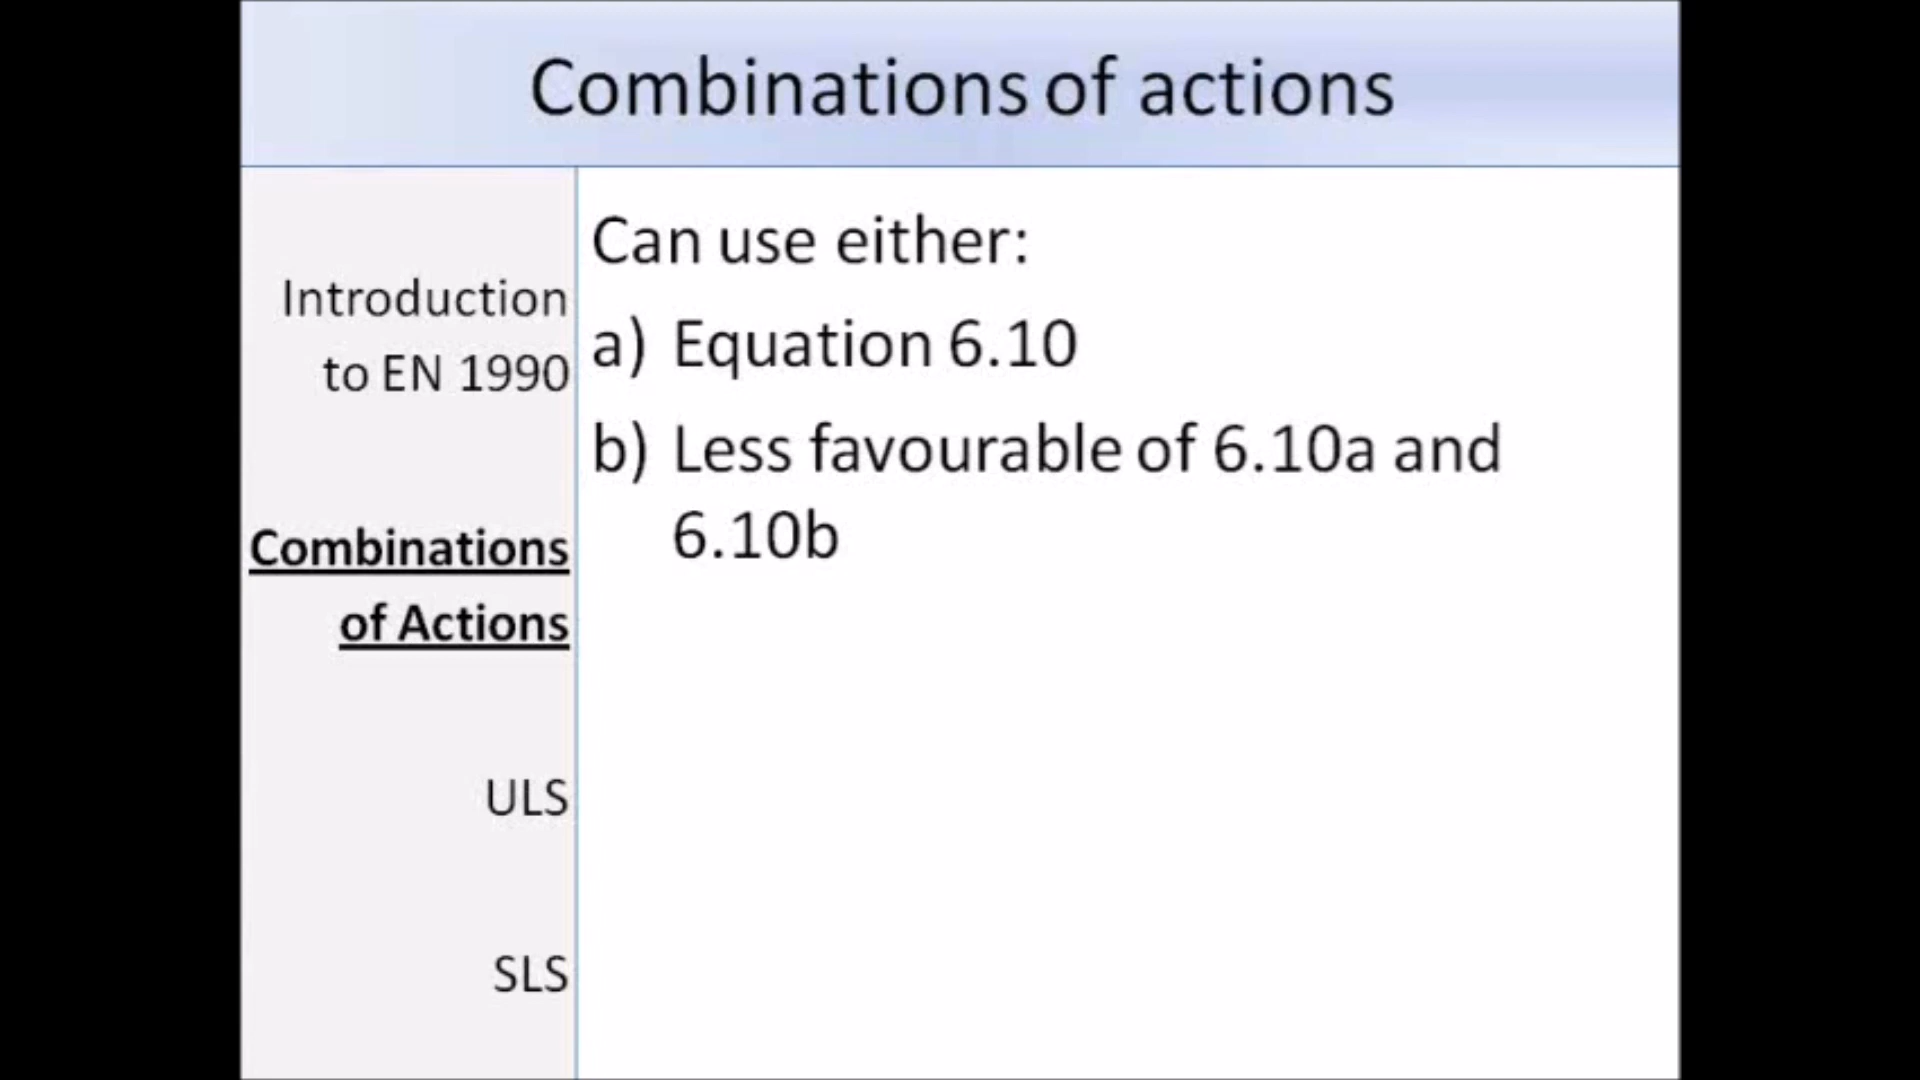 Combinations of actions
Introduction
to EN 1990
Combinations
of Actions
ULS
SLS
Can use either:
a) Equation 6.10
b) Less favourable of 6.10a and
6.10b